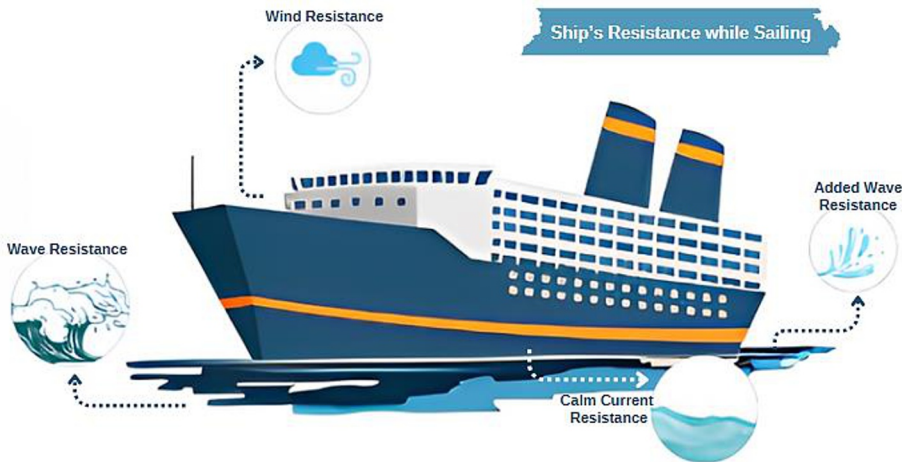 Wind Resistance
Ship's Resistance while Sailing
Added Wave
Resistance
Wave Resistance
Calm Current
Resistance